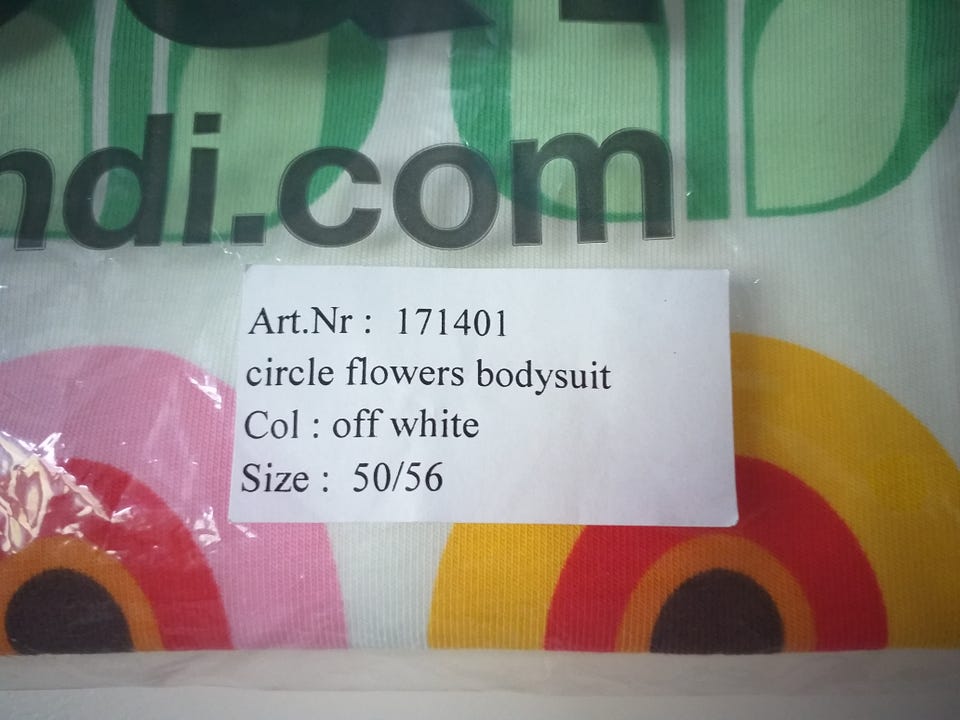 ndi.com
Art.Nr : 171401
circle flowers bodysuit
Col : off white
Size : 50/56